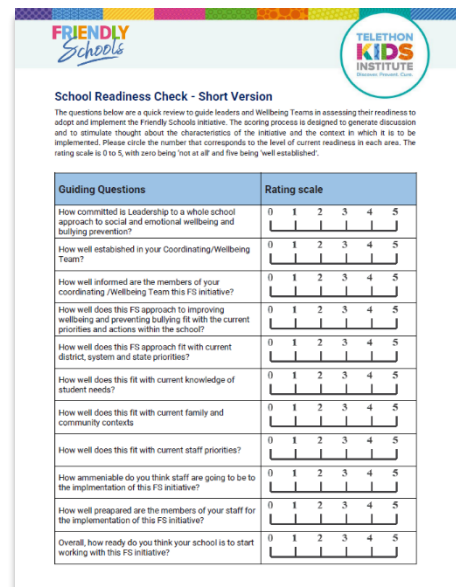 FRIENDLY
Schools
TELETHON
KIDS
INSTITUTE
Discover. Prevent. Cure.
School Readiness Check - Short Version
The questions below are a quick review to guide leaders and Wellbeing Teams in assessing their readiness to
adopt and implement the Friendly Schools initiative. The scoring process is designed to generate discussion
and to stimulate thought about the characteristics of the initiative and the context in which it is to be
implemented. Please circle the number that corresponds to the level of current readiness in each area. The
rating scale is 0 to 5, with zero being 'not at all' and five being 'well established'.
Guiding Questions
Rating scale
How committed is Leadership to a whole school
approach to social and emotional wellbeing and
bullying prevention?
0 1 2 3 4 5
How well estabished in your Coordinating/Wellbeing
Team?
0 1 2 3 4 5
How well informed are the members of your
coordinating /Wellbeing Team this FS initiative?
0 1 2 3 4 5
How well does this FS approach to improving
wellbeing and preventing bullying fit with the current
priorities and actions within the school?
0 1 2 3 4 5
How well does this FS approach fit with current
district, system and state priorities?
0 1 2 3 4 5
How well does this fit with current knowledge of
student needs?
0 1 2 3 4 5
How well does this fit with current family and
community contexts
0 1 2 3 4 5
How well does this fit with current staff priorities?
0 1 2 3 4 5
How ammeniable do you think staff are going to be to
the implmentation of this FS initiative?
0 1 2 3 4 5
How well preapared are the members of your staff for
the implementation of this FS initiative?
0 1 2 3 4 5
Overall, how ready do you think your school is to start
working with this FS initiative?
0 1 2 3 4 5